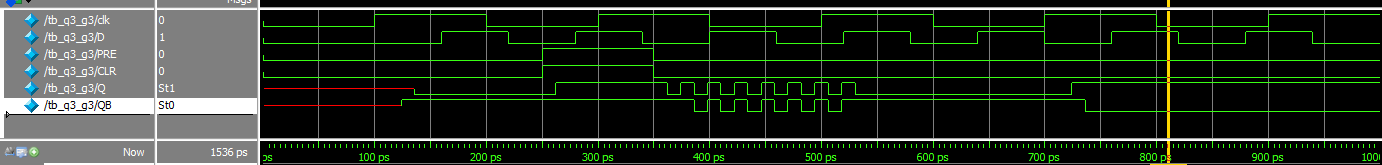 Msgs
/tb_q3_g3/clk 0
/tb_q3_g3/D 1
/tb_q3_g3/PRE 0
/tb_q3_g3/CLR 0
/tb_q3_g3/Q St1
/tb_q3_g3/QB St0
Now 1536 ps ps 100 ps 200 ps 300 ps 400 ps 500 ps 600 ps 700 ps 800 ps 900 ps 100